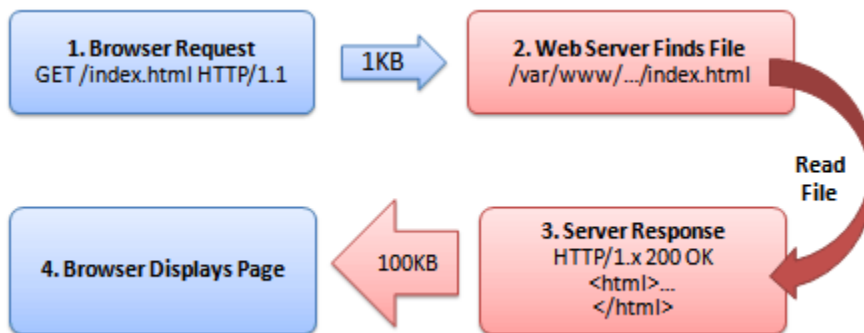 1. Browser Request
GET /index.html HTTP/1.1
1KB
2. Web Server Finds File
/var/www/.../index.html
Read
File
3. Server Response
HTTP/1.x 200 OK
<html>...
</html>
100KB
4. Browser Displays Page